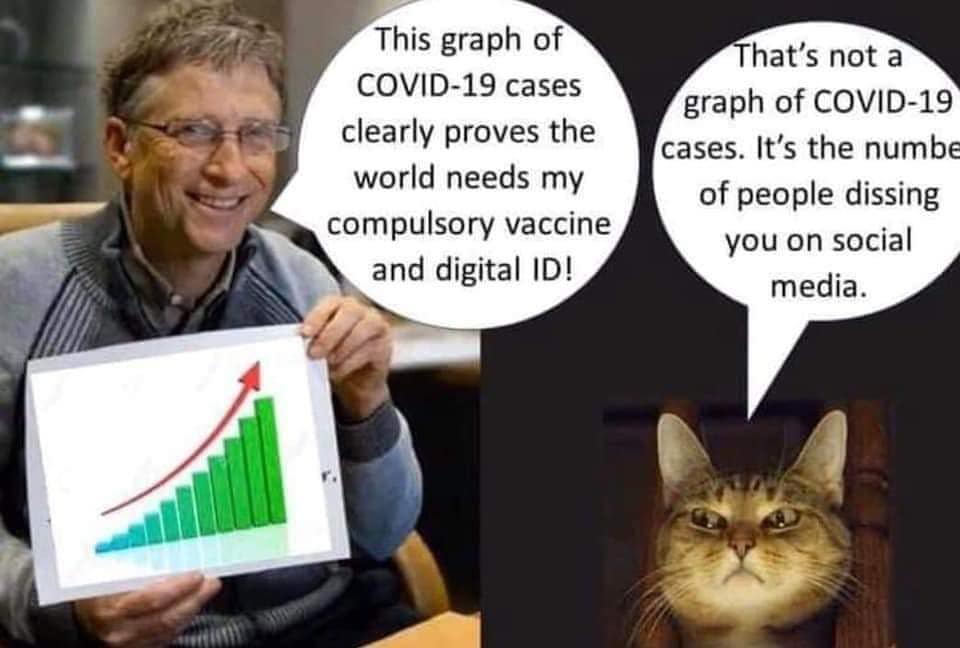 This graph of
COVID-19 cases
clearly proves the
world needs my
compulsory vaccine
and digital ID!
That's not a
graph of COVID-19
cases. It's the numbe
of people dissing
you on social
media.